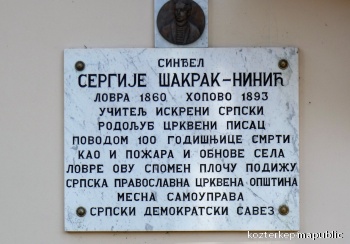 СИНЂЕЛ
СЕРГИЈЕ ШАКРАК-НИНИЋ
ЛОВРА 1860 ХОПОВО 1893
УЧИТЕЉ ИСКРЕНИ СРПСКИ
РОДОЉУБ ЦРКВЕНИ ПИСАЦ
ПОВОДОМ 100 ГОДИШЊИЦЕ СМРТИ
КАО И ПОЖАРА И ОБНОВЕ СЕЛА
ЛОВРЕ ОВУ СПОМЕН ПЛОЧУ ПОДИЖУ
СРПСКА ПРАВОСЛАВНА ЦРКВЕНА ОПШТИНА
МЕСНА САМОУПРАВА
СРПСКИ ДЕМОКРАТСКИ САВЕЗ
kozterkep.mapublic